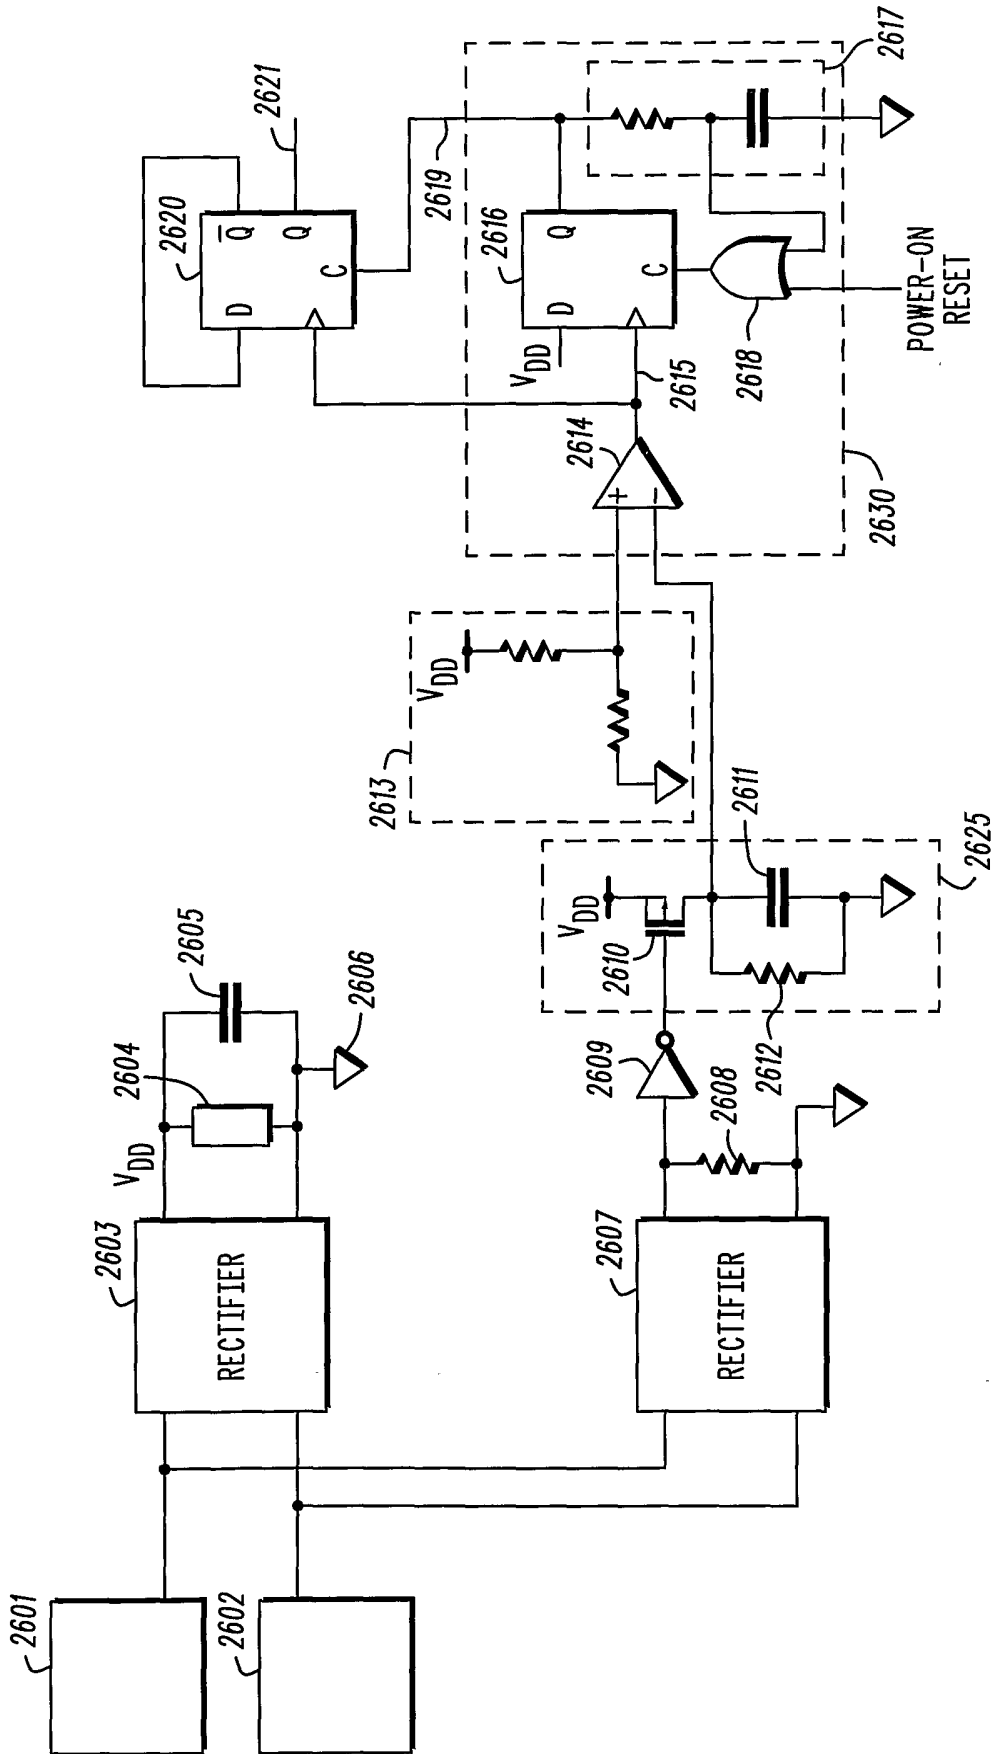 2601
2602
2603
RECTIFIER
V_DD
2604
2605
2606
2607
RECTIFIER
2608
2609
2610
V_DD
2611
2612
2625
2613
V_DD
2614
+
−
2615
V_DD
2616
D
Q
C
2617
2618
POWER-ON
RESET
2619
2630
2620
D
Q̅
Q
C
2621